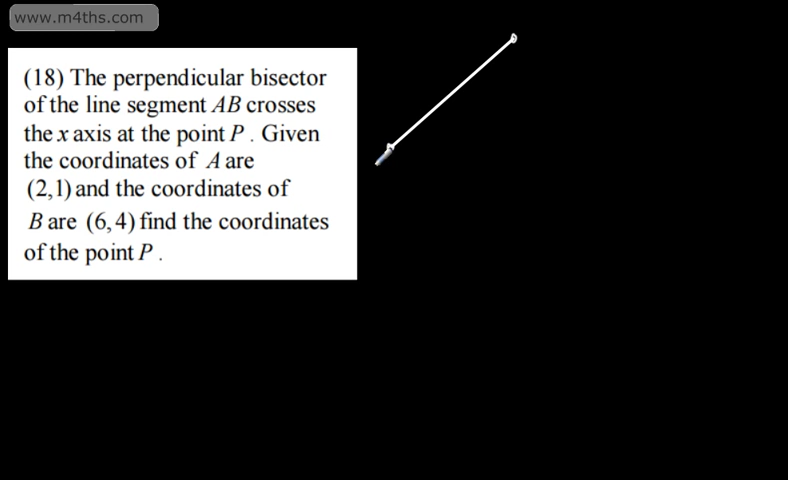 www.m4ths.com
(18) The perpendicular bisector
of the line segment AB crosses
the x axis at the point P . Given
the coordinates of A are
(2,1) and the coordinates of
B are (6,4) find the coordinates
of the point P .